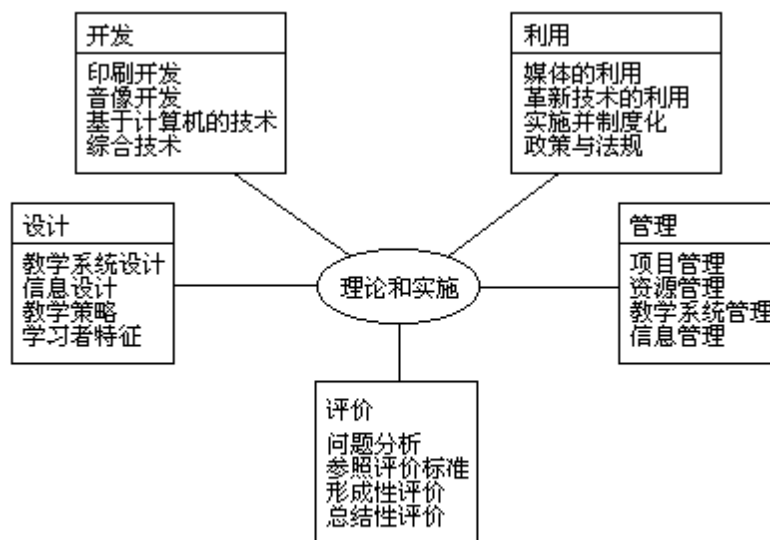 开发
印刷开发
音像开发
基于计算机的技术
综合技术
利用
媒体的利用
革新技术的利用
实施并制度化
政策与法规
设计
教学系统设计
信息设计
教学策略
学习者特征
理论和实施
管理
项目管理
资源管理
教学系统管理
信息管理
评价
问题分析
参照评价标准
形成性评价
总结性评价